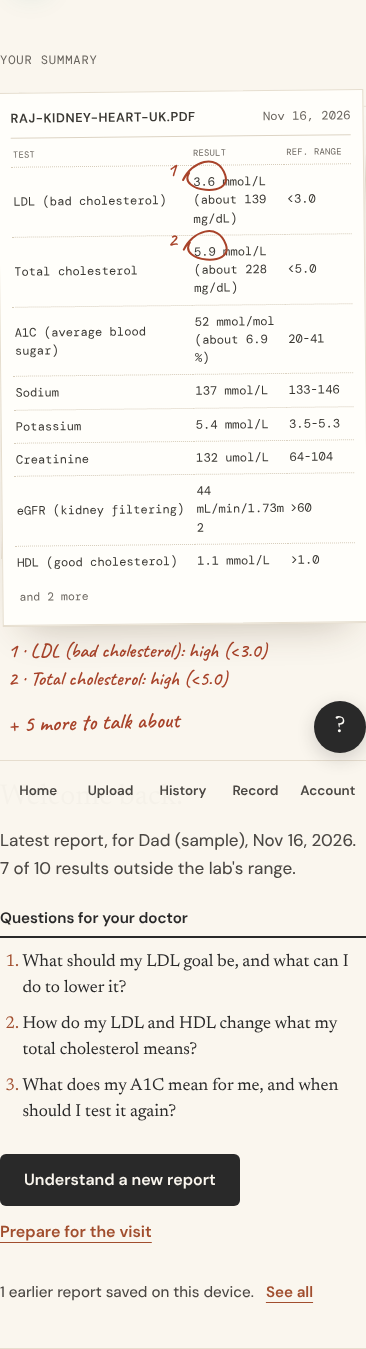 YOUR SUMMARY
RAJ-KIDNEY-HEART-UK.PDF Nov 16, 2026
TEST RESULT REF. RANGE
1
LDL (bad cholesterol) 3.6 mmol/L (about 139 mg/dL) <3.0
2
Total cholesterol 5.9 mmol/L (about 228 mg/dL) <5.0
A1C (average blood sugar) 52 mmol/mol (about 6.9 %) 20-41
Sodium 137 mmol/L 133-146
Potassium 5.4 mmol/L 3.5-5.3
Creatinine 132 umol/L 64-104
eGFR (kidney filtering) 44 mL/min/1.73m2 >60
HDL (good cholesterol) 1.1 mmol/L >1.0
and 2 more
1 · LDL (bad cholesterol): high (<3.0)
2 · Total cholesterol: high (<5.0)
+ 5 more to talk about
?
Welcome back.
Home Upload History Record Account
Latest report, for Dad (sample), Nov 16, 2026.
7 of 10 results outside the lab's range.
Questions for your doctor
1. What should my LDL goal be, and what can I
do to lower it?
2. How do my LDL and HDL change what my
total cholesterol means?
3. What does my A1C mean for me, and when
should I test it again?
Understand a new report
Prepare for the visit
1 earlier report saved on this device. See all